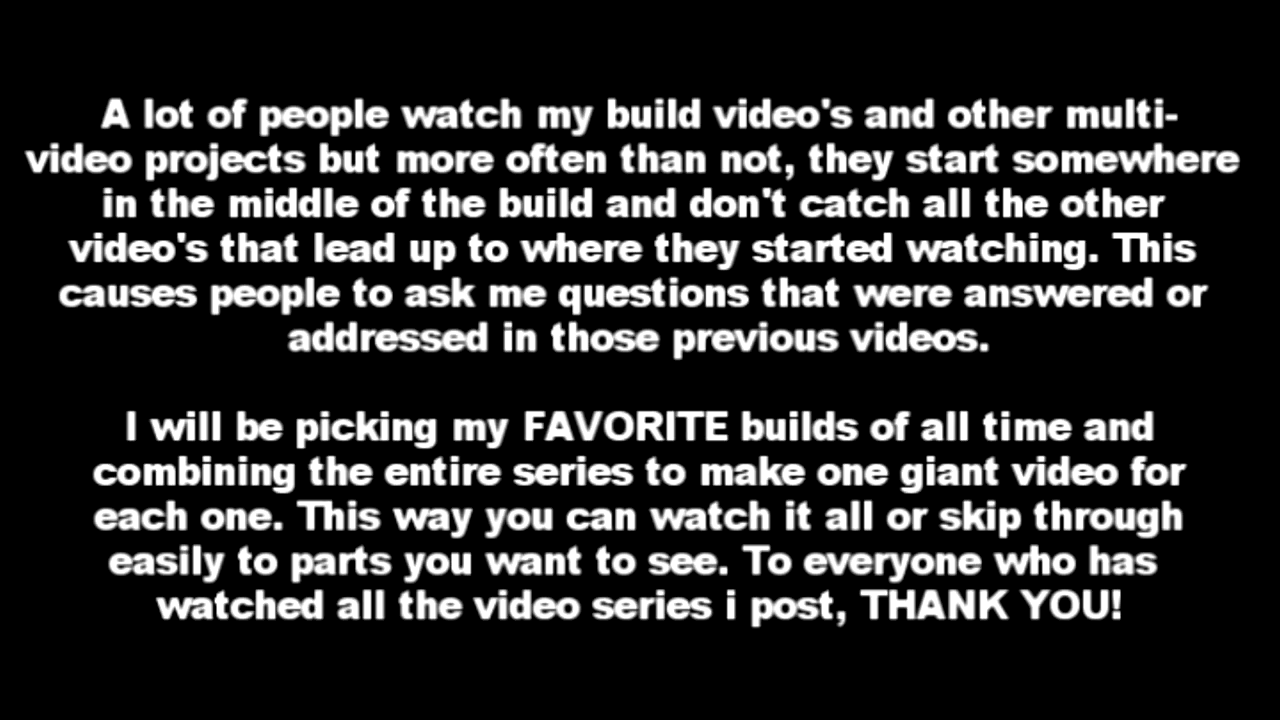 A lot of people watch my build video's and other multi-
video projects but more often than not, they start somewhere
in the middle of the build and don't catch all the other
video's that lead up to where they started watching. This
causes people to ask me questions that were answered or
addressed in those previous videos.
I will be picking my FAVORITE builds of all time and
combining the entire series to make one giant video for
each one. This way you can watch it all or skip through
easily to parts you want to see. To everyone who has
watched all the video series i post, THANK YOU!